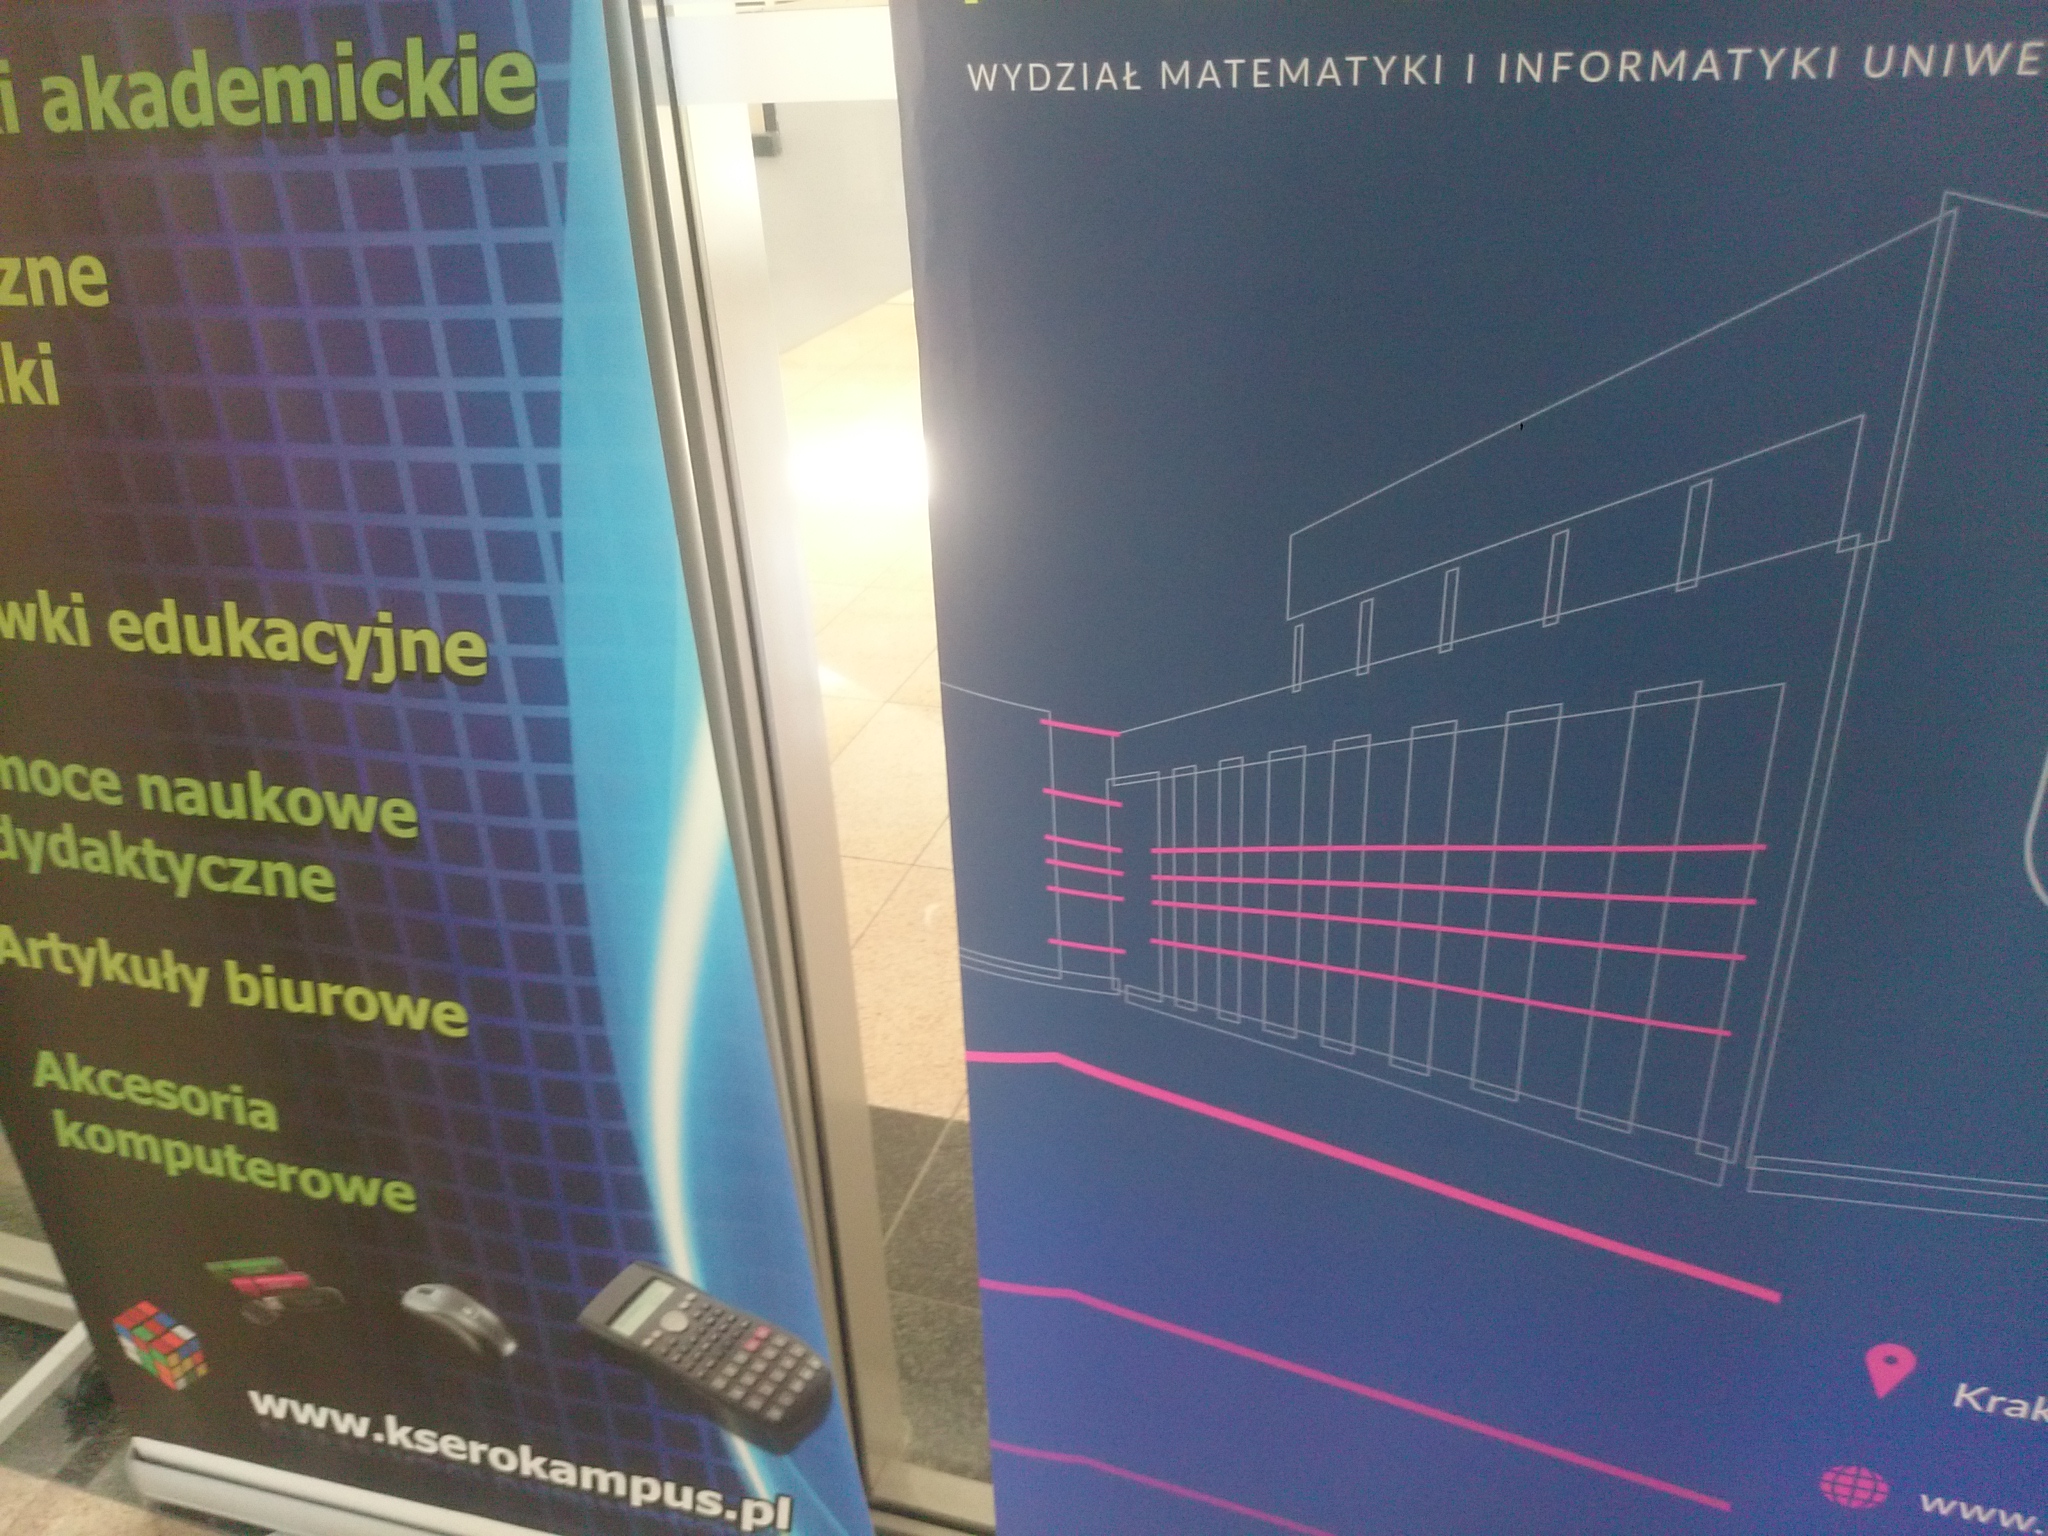 i akademickie
zne
ki
wki edukacyjne
moce naukowe
dydaktyczne
Artykuły biurowe
Akcesoria
komputerowe
www.kserokampus.pl
WYDZIAŁ MATEMATYKI I INFORMATYKI UNIWE
Krak
www.